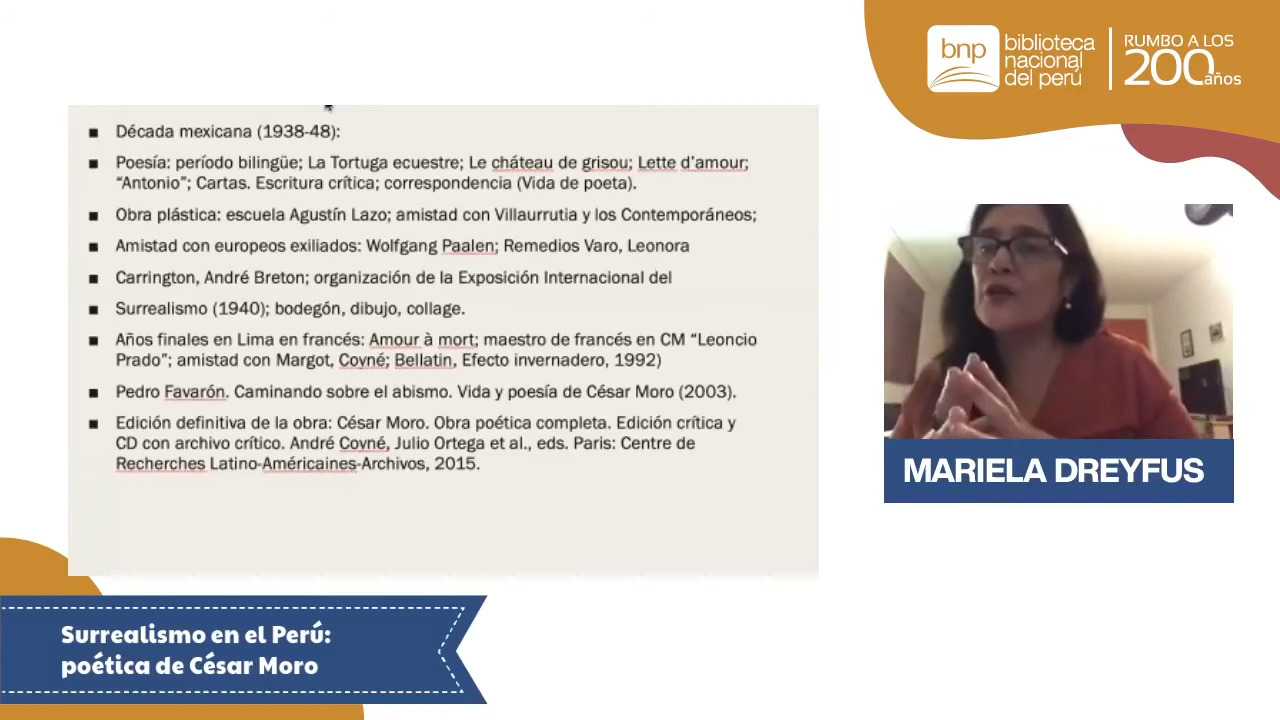 bnp
biblioteca
nacional
del perú
RUMBO A LOS
200
años
Década mexicana (1938-48):
Poesía: período bilingüe; La Tortuga ecuestre; Le cháteau de grisou; Lette d'amour;
"Antonio"; Cartas. Escritura crítica; correspondencia (Vida de poeta).
Obra plástica: escuela Agustín Lazo; amistad con Villaurrutia y los Contemporáneos;
Amistad con europeos exiliados: Wolfgang Paalen; Remedios Varo, Leonora
Carrington, André Breton; organización de la Exposición Internacional del
Surrealismo (1940); bodegón, dibujo, collage.
Años finales en Lima en francés: Amour à mort; maestro de francés en CM "Leoncio
Prado"; amistad con Margot, Coyné; Bellatin, Efecto invernadero, 1992)
Pedro Favarón. Caminando sobre el abismo. Vida y poesía de César Moro (2003).
Edición definitiva de la obra: César Moro. Obra poética completa. Edición crítica y
CD con archivo crítico. André Coyné, Julio Ortega et al., eds. Paris: Centre de
Recherches Latino-Américaines-Archivos, 2015.
MARIELA DREYFUS
Surrealismo en el Perú:
poética de César Moro